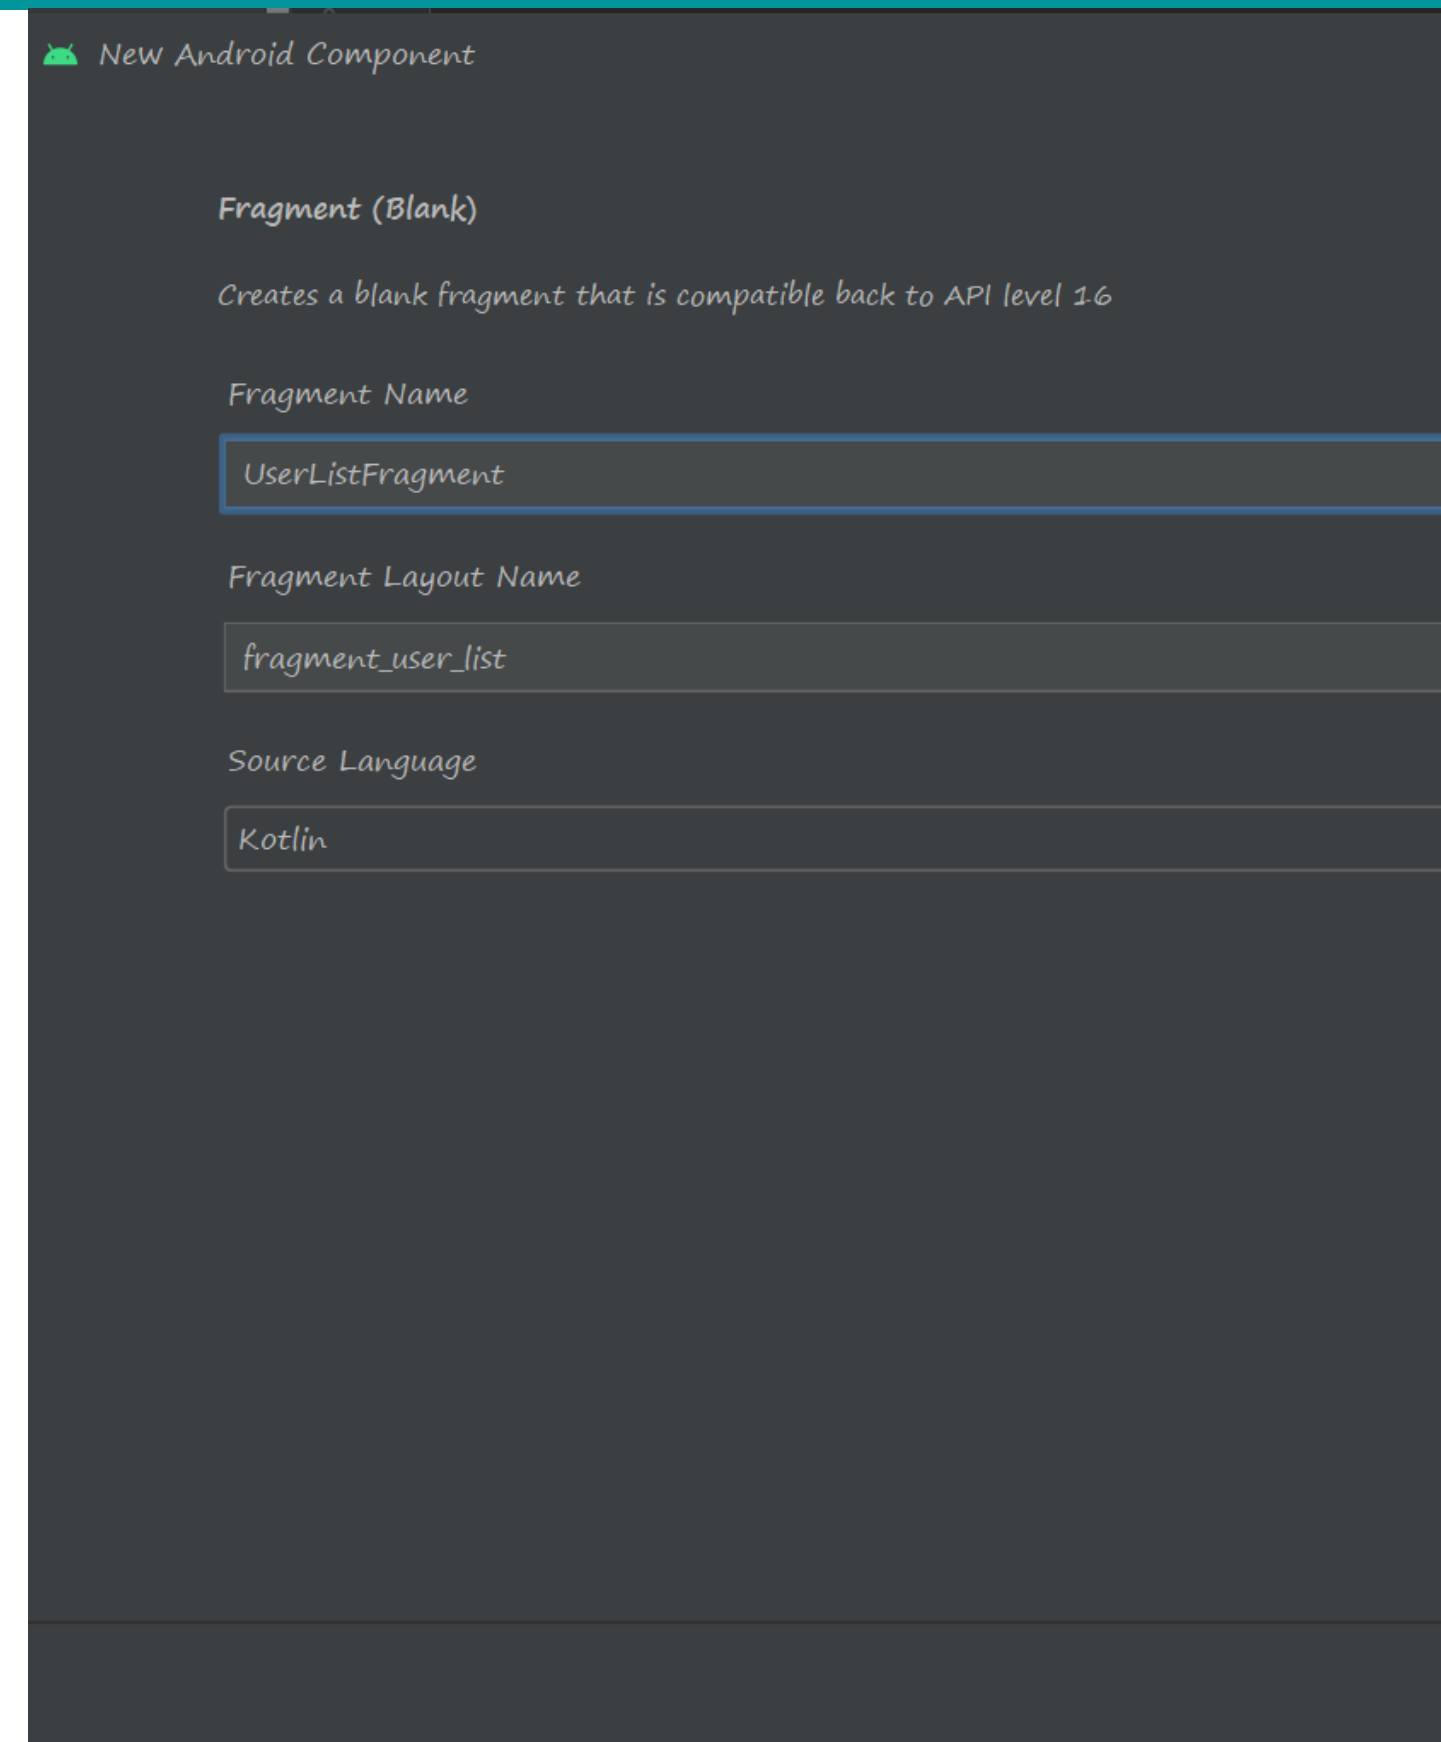 New Android Component
Fragment (Blank)
Creates a blank fragment that is compatible back to API level 16
Fragment Name
UserListFragment
Fragment Layout Name
fragment_user_list
Source Language
Kotlin